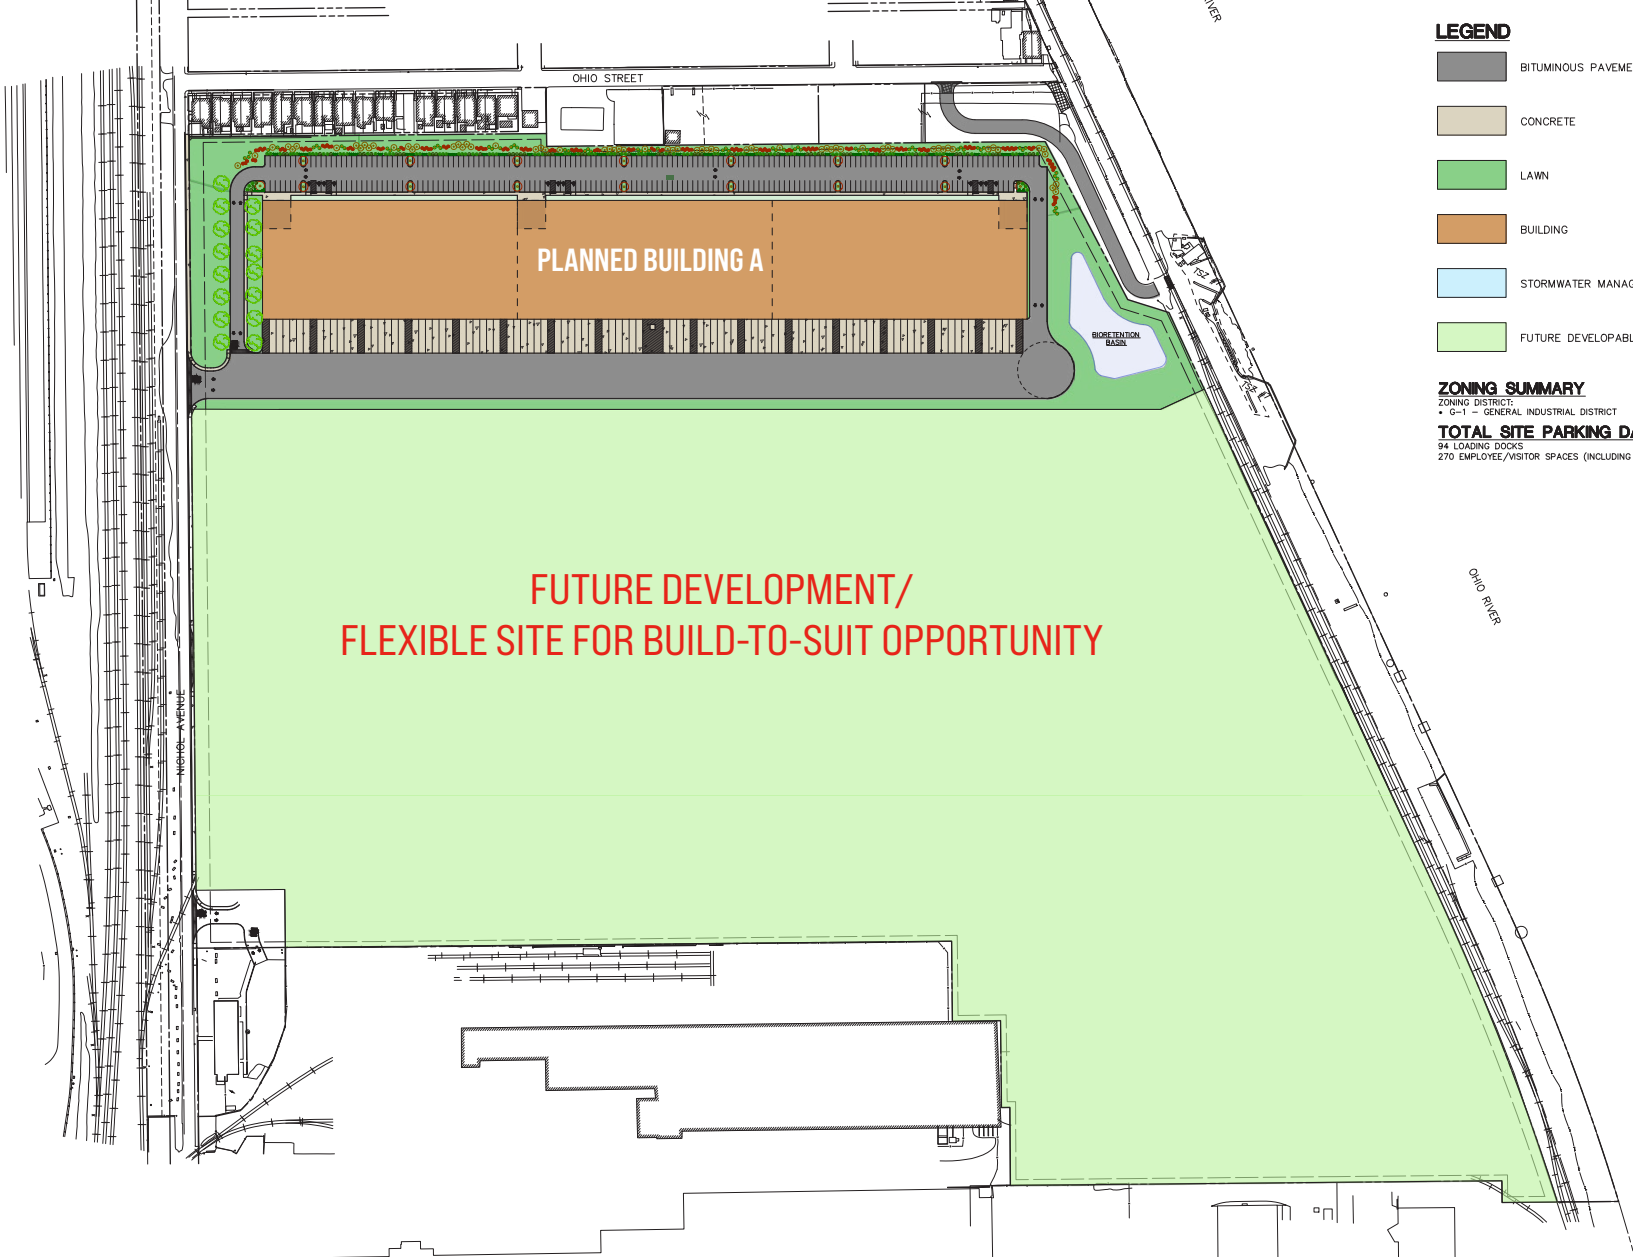 RIVER
OHIO STREET
PLANNED BUILDING A
BIORETENTION
BASIN
FUTURE DEVELOPMENT/
FLEXIBLE SITE FOR BUILD-TO-SUIT OPPORTUNITY
NICHOL AVENUE
OHIO RIVER
LEGEND
BITUMINOUS PAVEME
CONCRETE
LAWN
BUILDING
STORMWATER MANAG
FUTURE DEVELOPABL
ZONING SUMMARY
ZONING DISTRICT:
• G-1 - GENERAL INDUSTRIAL DISTRICT
TOTAL SITE PARKING DA
94 LOADING DOCKS
270 EMPLOYEE/VISITOR SPACES (INCLUDING